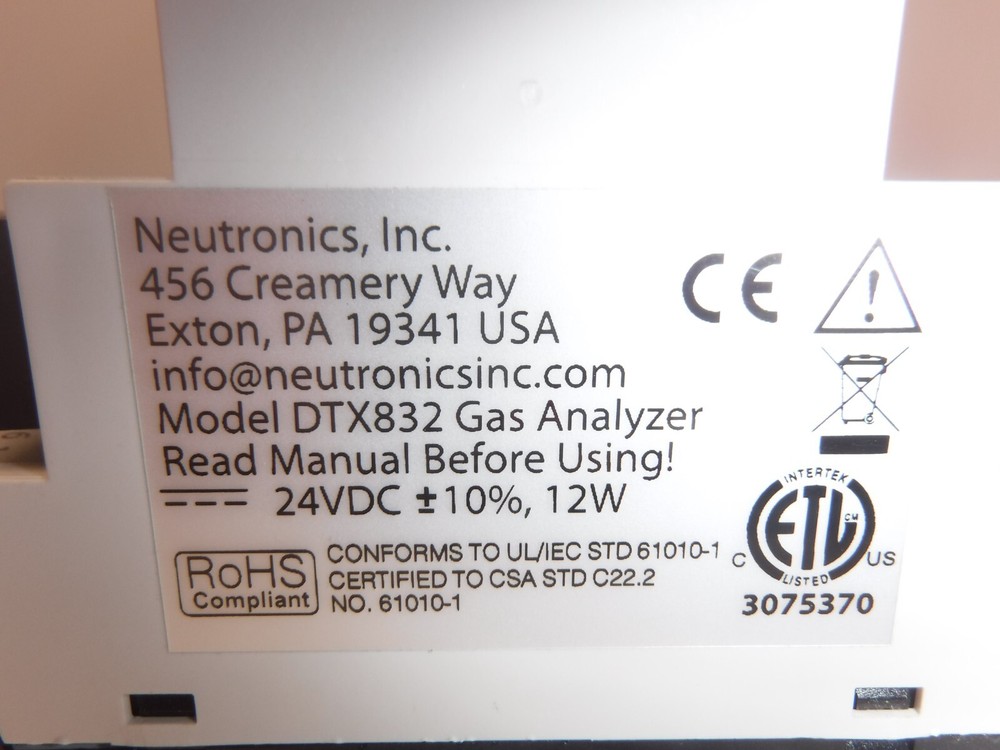 Neutronics, Inc.
456 Creamery Way
Exton, PA 19341 USA
info@neutronicsinc.com
Model DTX832 Gas Analyzer
Read Manual Before Using!
24VDC ±10%, 12W
CE
RoHS
Compliant
CONFORMS TO UL/IEC STD 61010-1
CERTIFIED TO CSA STD C22.2
NO. 61010-1
INTERTEK
ETL CM
C US
LISTED
3075370